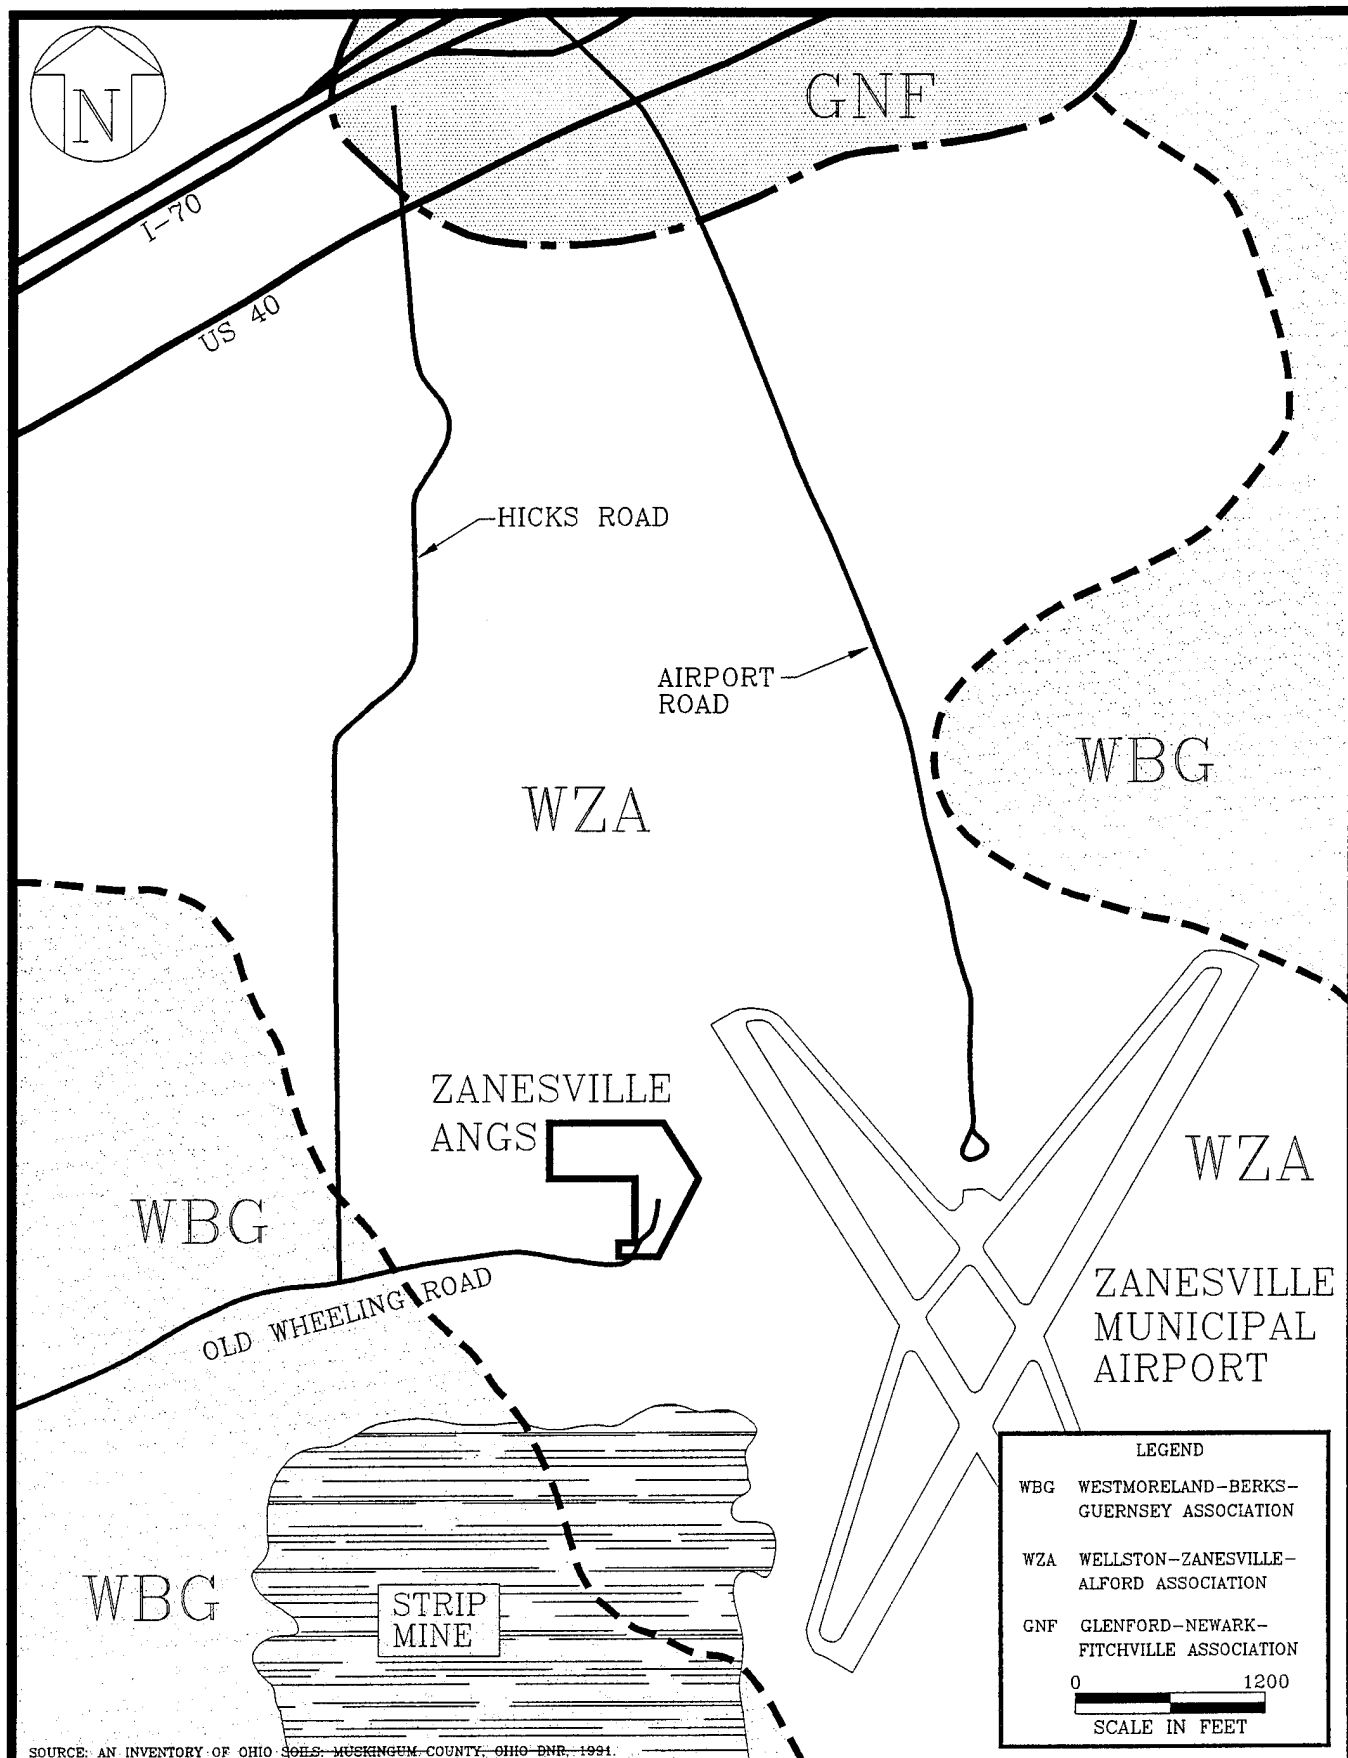 N
GNF
I-70
US 40
HICKS ROAD
AIRPORT
ROAD
WBG
WZA
ZANESVILLE
ANGS
WZA
WBG
ZANESVILLE
MUNICIPAL
AIRPORT
OLD WHEELING ROAD
WBG
STRIP
MINE
LEGEND
WBG WESTMORELAND-BERKS-
GUERNSEY ASSOCIATION
WZA WELLSTON-ZANESVILLE-
ALFORD ASSOCIATION
GNF GLENFORD-NEWARK-
FITCHVILLE ASSOCIATION
0 1200
SCALE IN FEET
SOURCE: AN INVENTORY OF OHIO SOILS: MUSKINGUM COUNTY, OHIO DNR, 1991.